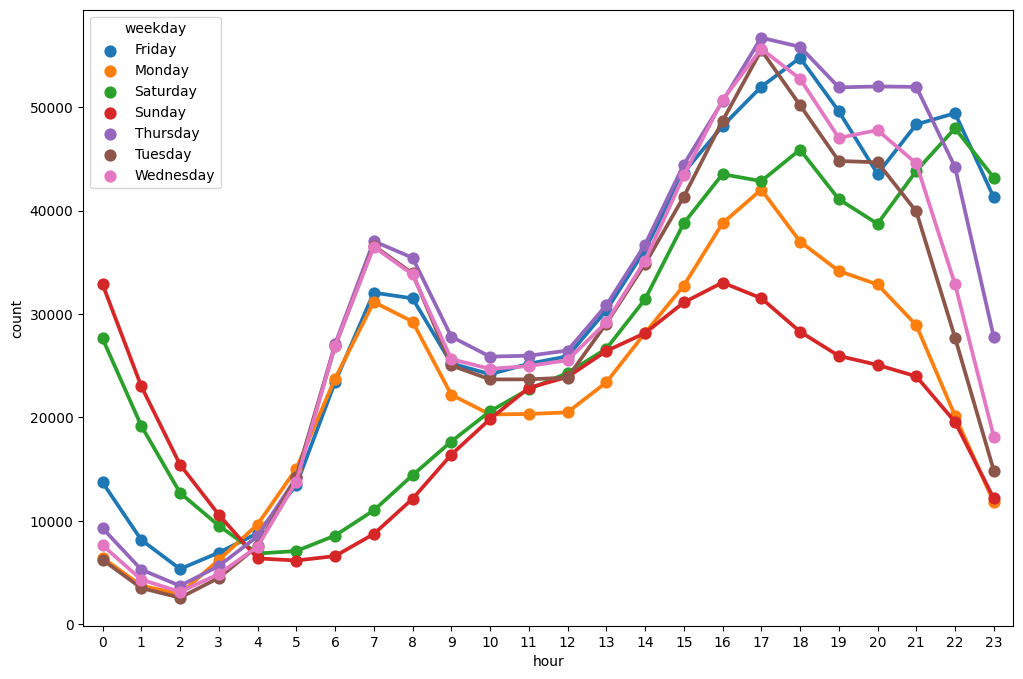 weekday
Friday
Monday
Saturday
Sunday
Thursday
Tuesday
Wednesday
count
50000
40000
30000
20000
10000
0
0 1 2 3 4 5 6 7 8 9 10 11 12 13 14 15 16 17 18 19 20 21 22 23
hour